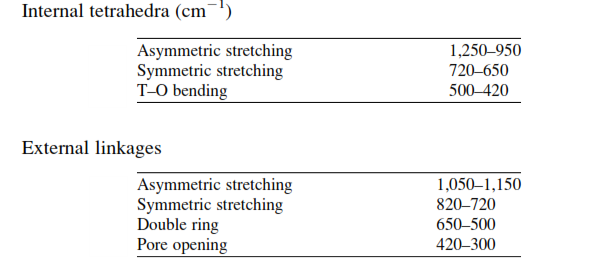 Internal tetrahedra (cm⁻¹)
Asymmetric stretching 1,250–950
Symmetric stretching 720–650
T–O bending 500–420
External linkages
Asymmetric stretching 1,050–1,150
Symmetric stretching 820–720
Double ring 650–500
Pore opening 420–300